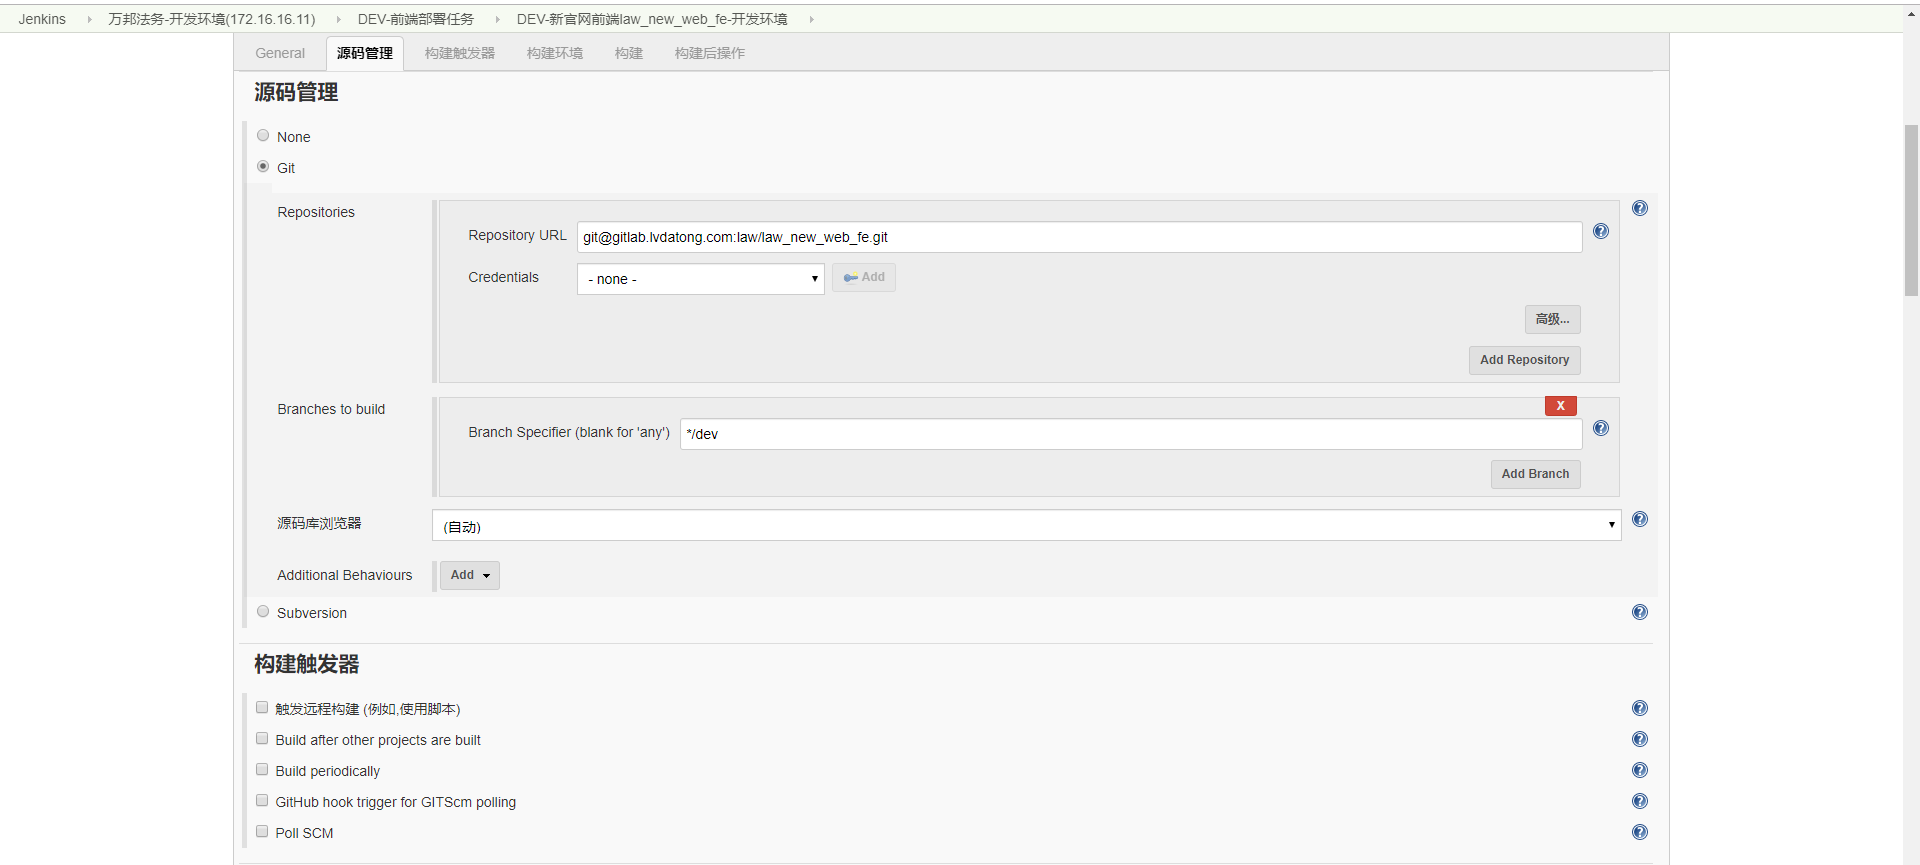 Jenkins 万邦法务-开发环境(172.16.16.11) DEV-前端部署任务 DEV-新官网前端law_new_web_fe-开发环境
General 源码管理 构建触发器 构建环境 构建 构建后操作
源码管理
None
Git
Repositories
Repository URL git@gitlab.lvdatong.com:law/law_new_web_fe.git
Credentials - none - Add
高级...
Add Repository
Branches to build
X
Branch Specifier (blank for 'any') */dev
Add Branch
源码库浏览器 (自动)
Additional Behaviours Add
Subversion
构建触发器
触发远程构建 (例如,使用脚本)
Build after other projects are built
Build periodically
GitHub hook trigger for GITScm polling
Poll SCM